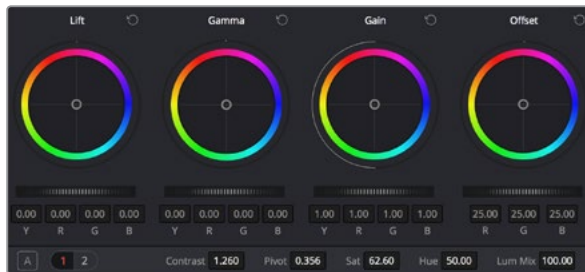 Lift Gamma Gain Offset
0.00 0.00 0.00 0.00 0.00 0.00 0.00 0.00 1.00 1.00 1.00 1.00 25.00 25.00 25.00
Y R G B Y R G B Y R G B R G B
A 1 2 Contrast 1.260 Pivot 0.356 Sat 62.60 Hue 50.00 Lum Mix 100.00